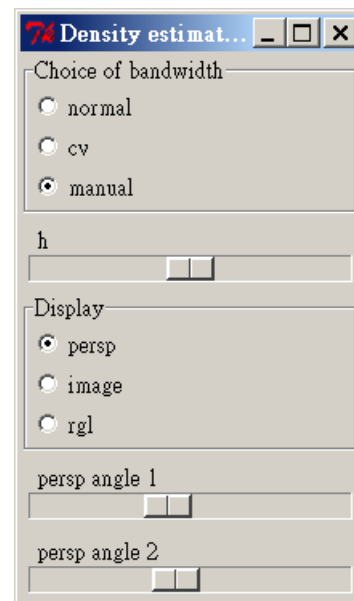 Density estimat...
Choice of bandwidth
normal
cv
manual
h
Display
persp
image
rgl
persp angle 1
persp angle 2